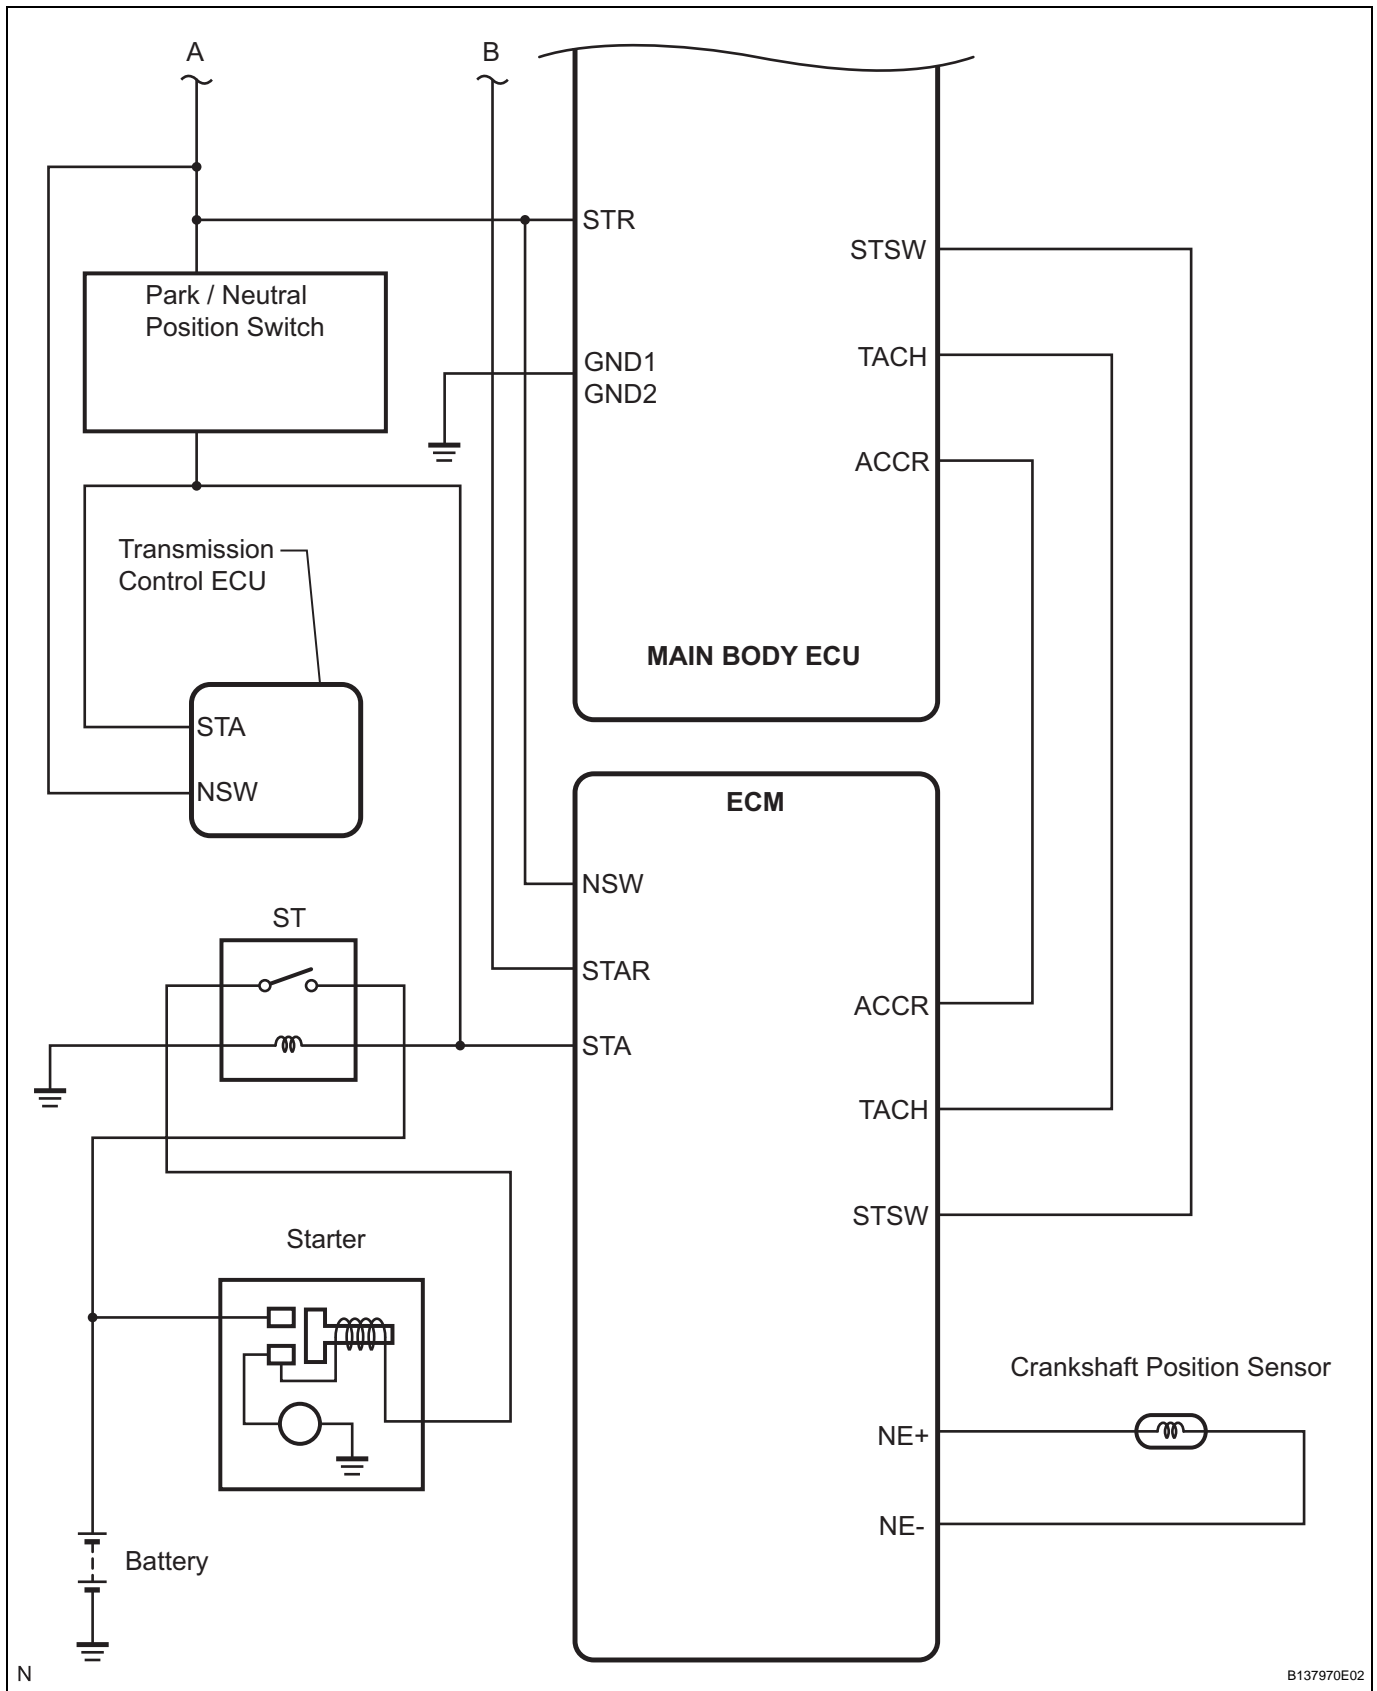 A
B
STR
STSW
Park / Neutral
Position Switch
GND1
GND2
TACH
ACCR
Transmission
Control ECU
MAIN BODY ECU
STA
NSW
ECM
NSW
ST
STAR
ACCR
STA
TACH
STSW
Starter
Crankshaft Position Sensor
NE+
NE-
Battery
N
B137970E02